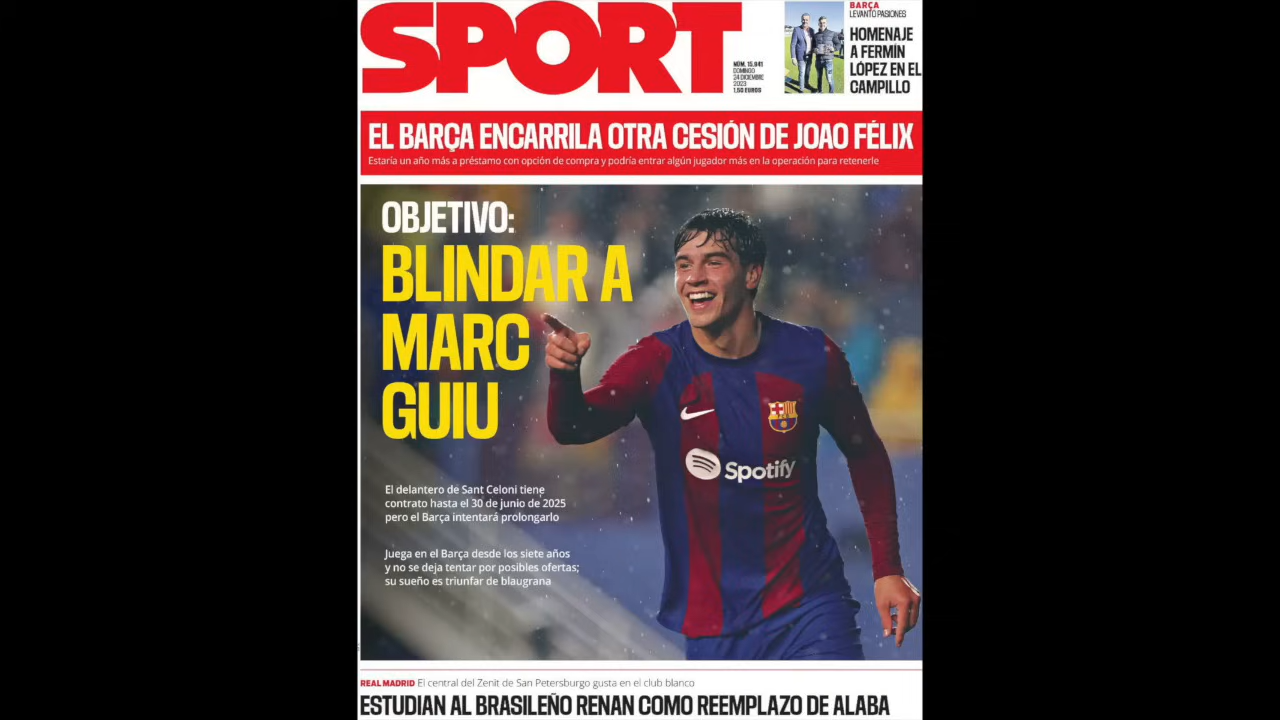 SPORT
NÚM. 15.841
DOMINGO
24 DICIEMBRE
2023
1,50 EUROS
BARÇA
LEVANTÓ PASIONES
HOMENAJE
A FERMÍN
LÓPEZ EN EL
CAMPILLO
EL BARÇA ENCARRILA OTRA CESIÓN DE JOAO FÉLIX
Estaría un año más a préstamo con opción de compra y podría entrar algún jugador más en la operación para retenerle
OBJETIVO:
BLINDAR A
MARC
GUIU
El delantero de Sant Celoni tiene
contrato hasta el 30 de junio de 2025
pero el Barça intentará prolongarlo
Juega en el Barça desde los siete años
y no se deja tentar por posibles ofertas;
su sueño es triunfar de blaugrana
Spotify
REAL MADRID El central del Zenit de San Petersburgo gusta en el club blanco
ESTUDIAN AL BRASILEÑO RENAN COMO REEMPLAZO DE ALABA